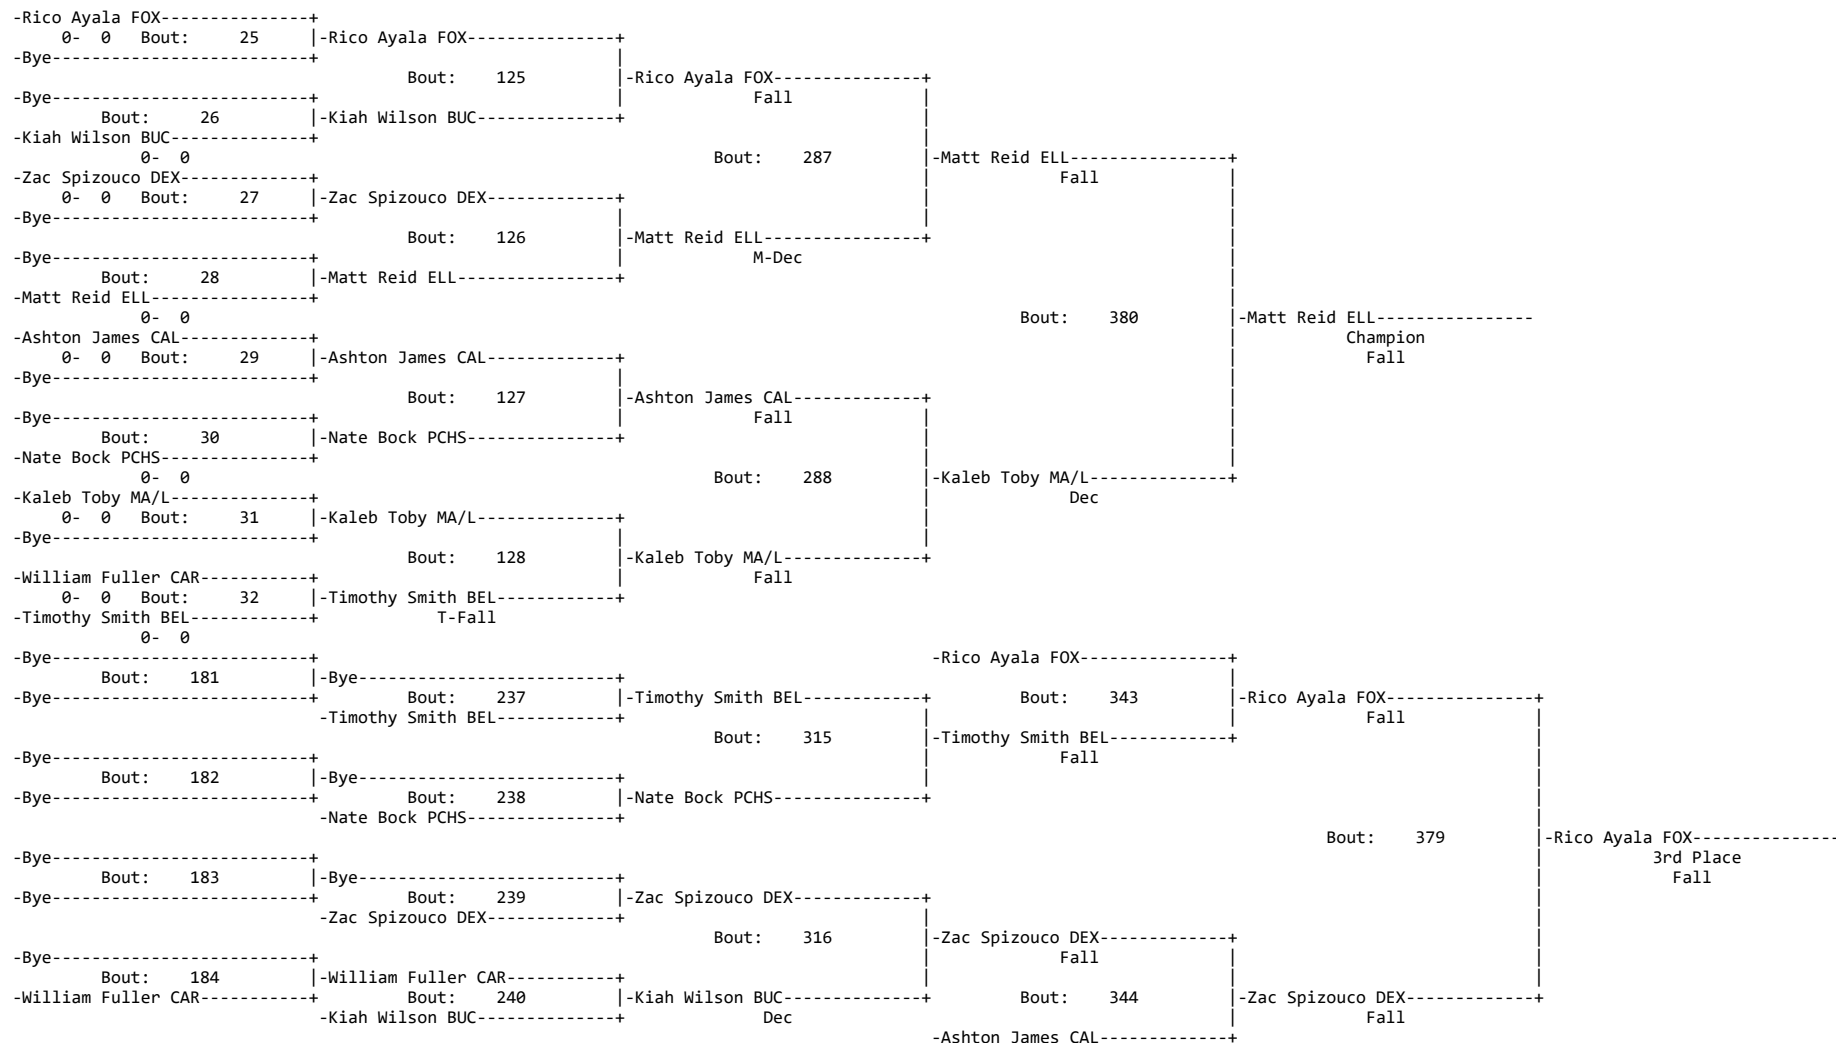 -Rico Ayala FOX---------------+
0- 0 Bout: 25 |-Rico Ayala FOX---------------+
-Bye--------------------------+ |
Bout: 125 |-Rico Ayala FOX---------------+
-Bye--------------------------+ | Fall |
Bout: 26 |-Kiah Wilson BUC--------------+ |
-Kiah Wilson BUC--------------+ |
0- 0 Bout: 287 |-Matt Reid ELL----------------+
-Zac Spizouco DEX-------------+ | Fall |
0- 0 Bout: 27 |-Zac Spizouco DEX-------------+ | |
-Bye--------------------------+ | | |
Bout: 126 |-Matt Reid ELL----------------+ |
-Bye--------------------------+ | M-Dec |
Bout: 28 |-Matt Reid ELL----------------+ |
-Matt Reid ELL----------------+ |
0- 0 Bout: 380 |-Matt Reid ELL----------------
-Ashton James CAL-------------+ | Champion
0- 0 Bout: 29 |-Ashton James CAL-------------+ | Fall
-Bye--------------------------+ | |
Bout: 127 |-Ashton James CAL-------------+ |
-Bye--------------------------+ | Fall | |
Bout: 30 |-Nate Bock PCHS---------------+ | |
-Nate Bock PCHS---------------+ | |
0- 0 Bout: 288 |-Kaleb Toby MA/L--------------+
-Kaleb Toby MA/L--------------+ | Dec
0- 0 Bout: 31 |-Kaleb Toby MA/L--------------+ |
-Bye--------------------------+ | |
Bout: 128 |-Kaleb Toby MA/L--------------+
-William Fuller CAR-----------+ | Fall
0- 0 Bout: 32 |-Timothy Smith BEL------------+
-Timothy Smith BEL------------+ T-Fall
0- 0
-Bye--------------------------+ -Rico Ayala FOX---------------+
Bout: 181 |-Bye--------------------------+ |
-Bye--------------------------+ Bout: 237 |-Timothy Smith BEL------------+ Bout: 343 |-Rico Ayala FOX---------------+
-Timothy Smith BEL------------+ | | Fall |
Bout: 315 |-Timothy Smith BEL------------+ |
-Bye--------------------------+ | Fall |
Bout: 182 |-Bye--------------------------+ | |
-Bye--------------------------+ Bout: 238 |-Nate Bock PCHS---------------+ |
-Nate Bock PCHS---------------+ |
Bout: 379 |-Rico Ayala FOX---------------
-Bye--------------------------+ | 3rd Place
Bout: 183 |-Bye--------------------------+ | Fall
-Bye--------------------------+ Bout: 239 |-Zac Spizouco DEX-------------+ |
-Zac Spizouco DEX-------------+ | |
Bout: 316 |-Zac Spizouco DEX-------------+ |
-Bye--------------------------+ | Fall | |
Bout: 184 |-William Fuller CAR-----------+ | | |
-William Fuller CAR-----------+ Bout: 240 |-Kiah Wilson BUC--------------+ Bout: 344 |-Zac Spizouco DEX-------------+
-Kiah Wilson BUC--------------+ Dec | Fall
-Ashton James CAL-------------+